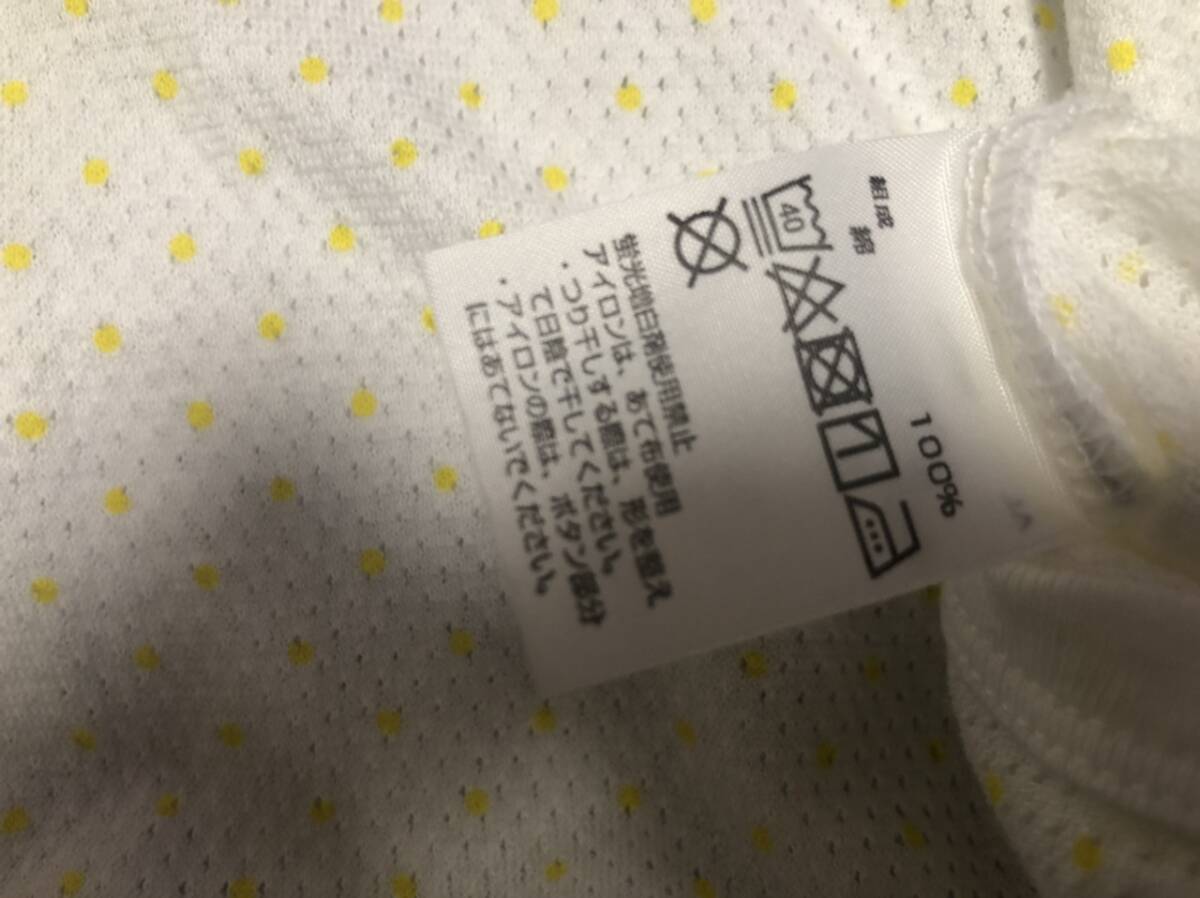 組成
綿 100%
40
蛍光増白剤使用禁止
アイロンは、あて布使用
・つり干しする際は、形を整え
て日陰で干してください。
・アイロンの際は、ボタン部分
にはあてないでください。